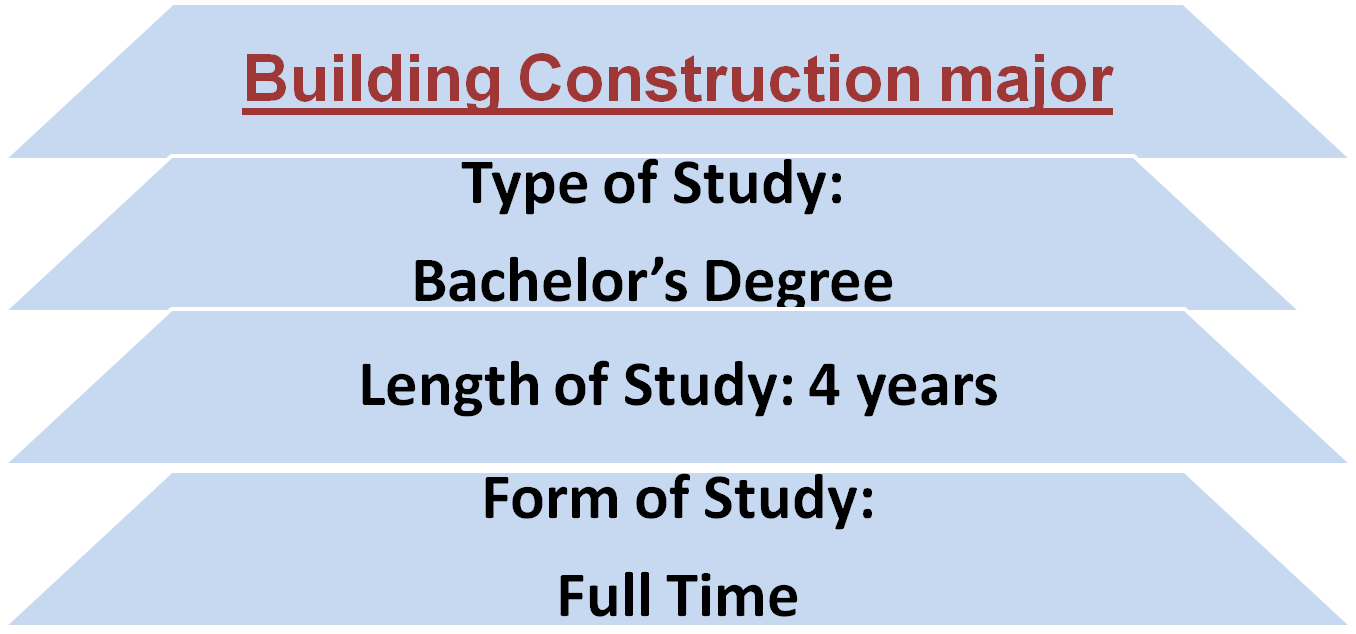 Building Construction major
Type of Study:
Bachelor’s Degree
Length of Study: 4 years
Form of Study:
Full Time